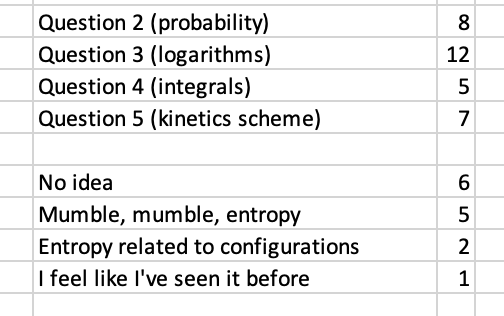 Question 2 (probability) 8
Question 3 (logarithms) 12
Question 4 (integrals) 5
Question 5 (kinetics scheme) 7
No idea 6
Mumble, mumble, entropy 5
Entropy related to configurations 2
I feel like I've seen it before 1